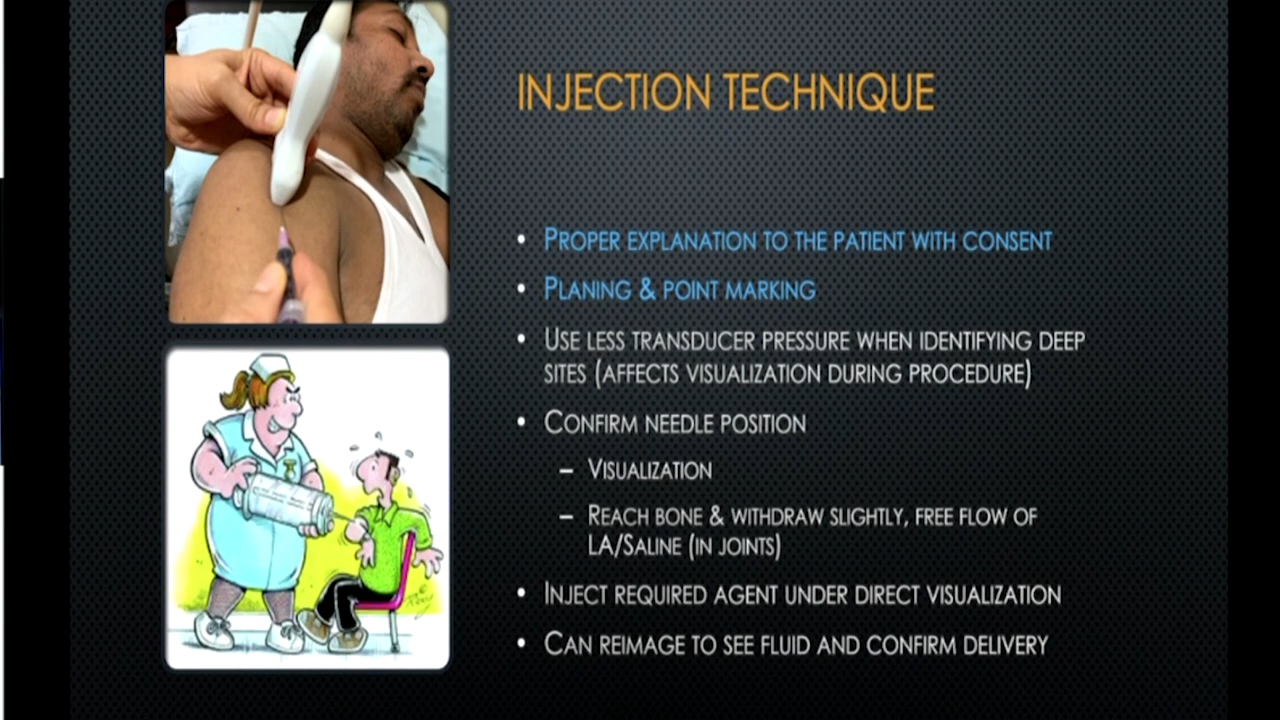 INJECTION TECHNIQUE
• PROPER EXPLANATION TO THE PATIENT WITH CONSENT
• PLANING & POINT MARKING
• USE LESS TRANSDUCER PRESSURE WHEN IDENTIFYING DEEP
SITES (AFFECTS VISUALIZATION DURING PROCEDURE)
• CONFIRM NEEDLE POSITION
– VISUALIZATION
– REACH BONE & WITHDRAW SLIGHTLY, FREE FLOW OF
LA/SALINE (IN JOINTS)
• INJECT REQUIRED AGENT UNDER DIRECT VISUALIZATION
• CAN REIMAGE TO SEE FLUID AND CONFIRM DELIVERY